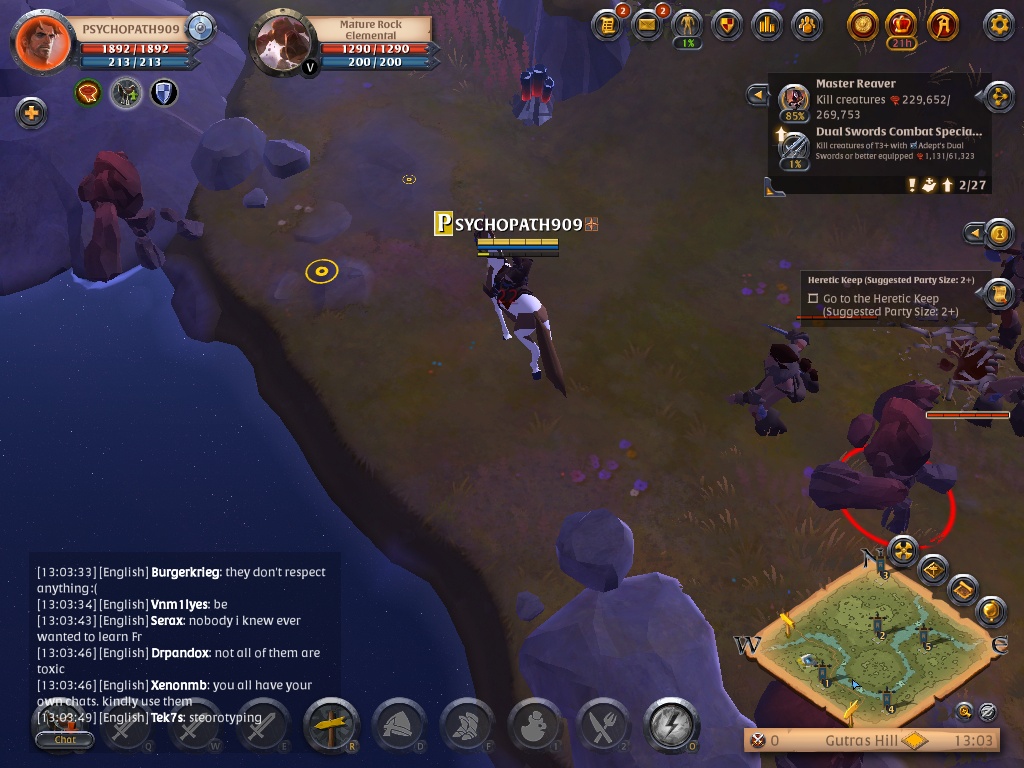 PSYCHOPATH909
1892 / 1892
213 / 213
Mature Rock
Elemental
1290 / 1290
200 / 200
V
2
2
1%
21h
Master Reaver
Kill creatures 229,652/
269,753
85%
Dual Swords Combat Specia...
Kill creatures of T3+ with Adept's Dual
Swords or better equipped 1,131/61,323
1%
2/27
PSYCHOPATH909
Heretic Keep (Suggested Party Size: 2+)
Go to the Heretic Keep
(Suggested Party Size: 2+)
[13:03:33] [English] Burgerkrieg: they don't respect
anything :(
[13:03:34] [English] Vnm1lyes: be
[13:03:43] [English] Serax: nobody i knew ever
wanted to learn Fr
[13:03:46] [English] Drpandox: not all of them are
toxic
[13:03:46] [English] Xenonmb: you all have your
own chats. kindly use them
[13:03:49] [English] Tek7s: steorotyping
Chat
Q
W
E
R
D
F
1
2
O
N
W
E
3
2
5
1
4
0
Gutras Hill
13:03